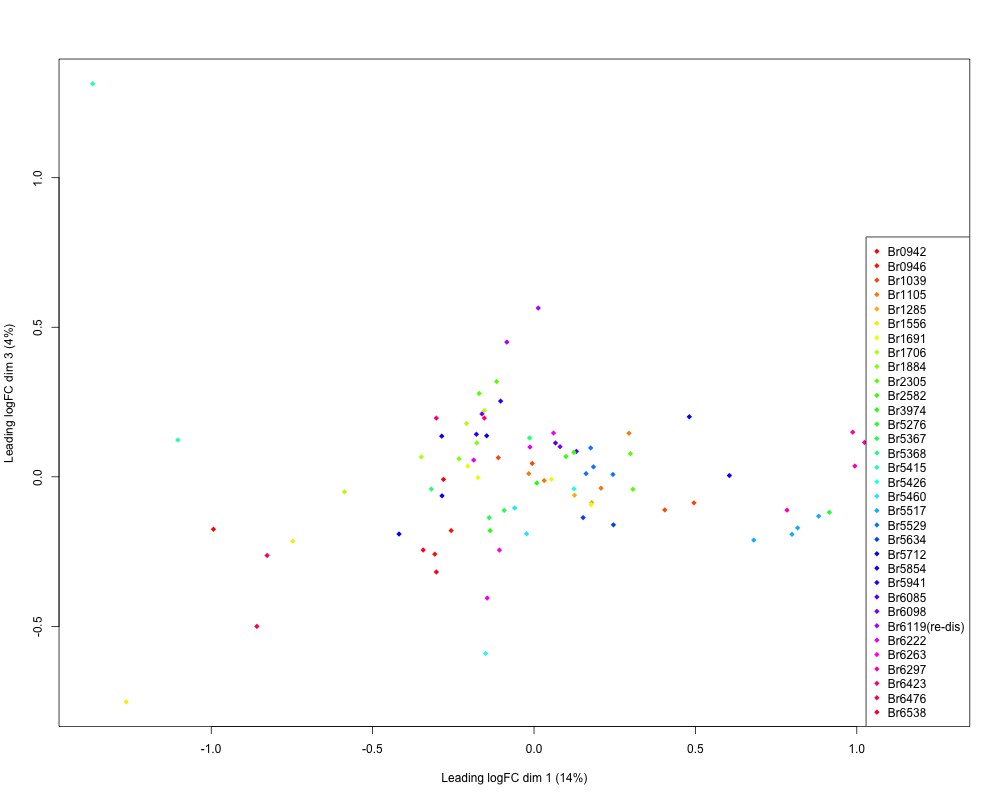 1.0
0.5
0.0
-0.5
Leading logFC dim 3 (4%)
Br0942
Br0946
Br1039
Br1105
Br1285
Br1556
Br1691
Br1706
Br1884
Br2305
Br2582
Br3974
Br5276
Br5367
Br5368
Br5415
Br5426
Br5460
Br5517
Br5529
Br5634
Br5712
Br5854
Br5941
Br6085
Br6098
Br6119(re-dis)
Br6222
Br6263
Br6297
Br6423
Br6476
Br6538
-1.0 -0.5 0.0 0.5 1.0
Leading logFC dim 1 (14%)